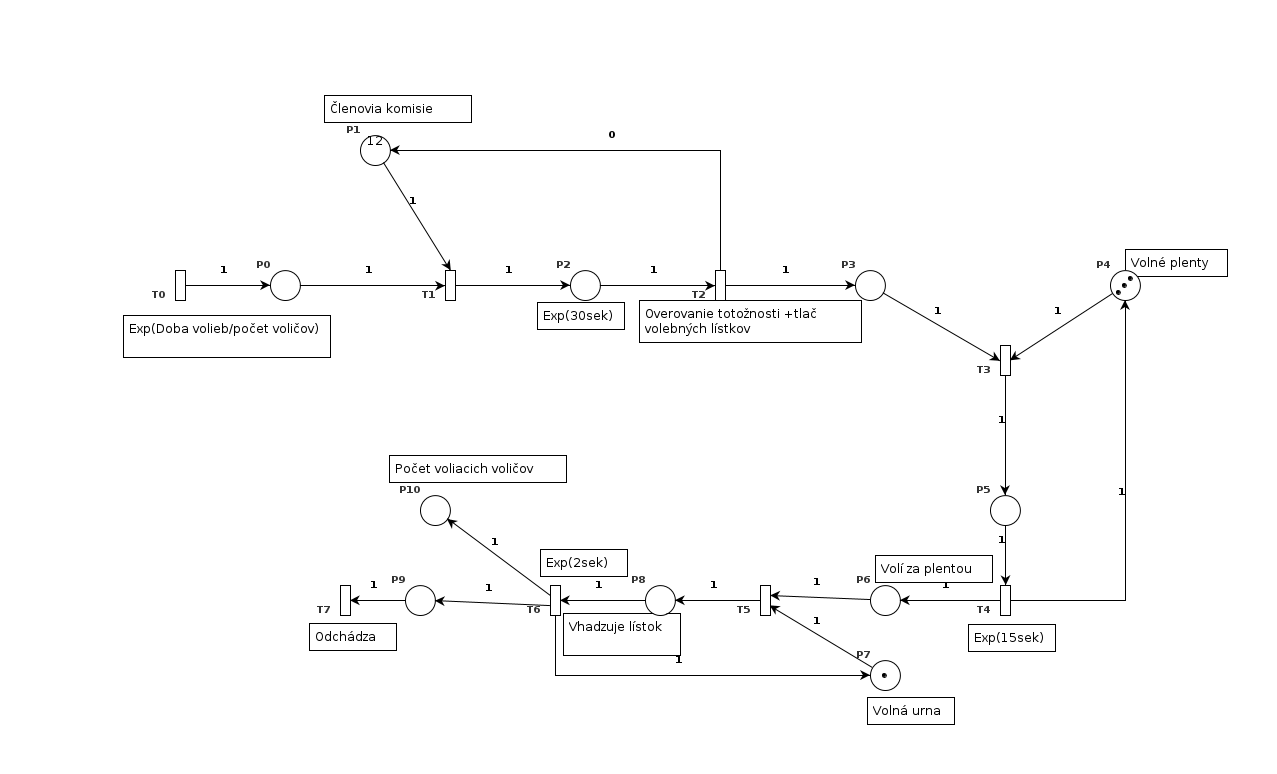 Členovia komisie
P1
12
0
1
P0
1
1
1
P2
1
1
P3
P4
Volné plenty
T0
T1
T2
1
1
Exp(Doba volieb/počet voličov)
Exp(30sek)
Overovanie totožnosti +tlač
volebných lístkov
T3
1
Počet voliacich voličov
P10
P5
1
1
1
Exp(2sek)
Volí za plentou
P9
1
1
1
P8
1
1
P6
1
T7
T6
T5
T4
Odchádza
Vhadzuje lístok
1
Exp(15sek)
1
P7
Volná urna